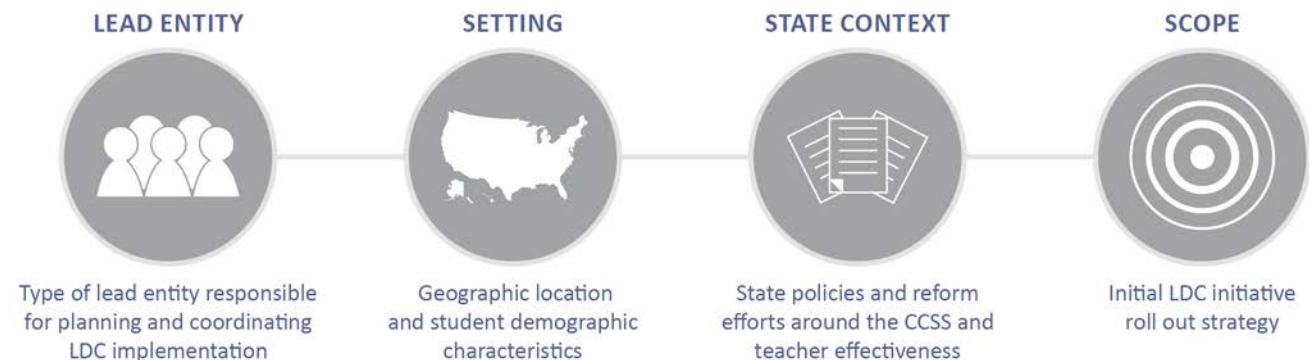 LEAD ENTITY
Type of lead entity responsible
for planning and coordinating
LDC implementation
SETTING
Geographic location
and student demographic
characteristics
STATE CONTEXT
State policies and reform
efforts around the CCSS and
teacher effectiveness
SCOPE
Initial LDC initiative
roll out strategy